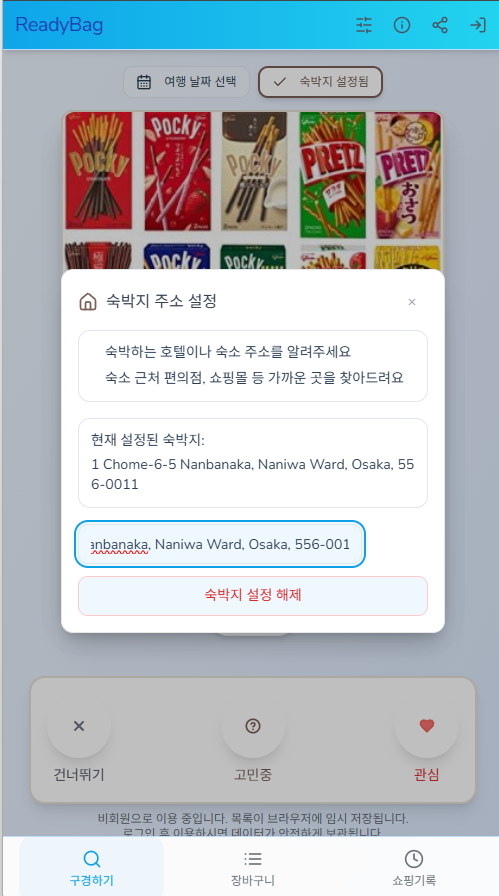 ReadyBag
여행 날짜 선택
숙박지 설정됨
POCKY
POCKY
POCKY
PRETZ
PRETZ
おさつ
숙박지 주소 설정
×
숙박하는 호텔이나 숙소 주소를 알려주세요
숙소 근처 편의점, 쇼핑몰 등 가까운 곳을 찾아드려요
현재 설정된 숙박지:
1 Chome-6-5 Nanbanaka, Naniwa Ward, Osaka, 55
6-0011
anbanaka, Naniwa Ward, Osaka, 556-001
숙박지 설정 해제
건너뛰기
고민중
관심
비회원으로 이용 중입니다. 목록이 브라우저에 임시 저장됩니다.
로그인 후 이용하시면 데이터가 안전하게 보관됩니다.
구경하기
장바구니
쇼핑기록